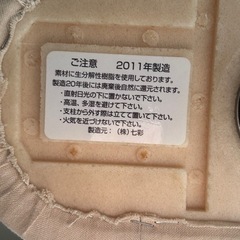 ご注意　2011年製造
素材に生分解性樹脂を使用しております。
製造20年後には廃棄後自然に還元されます。
・直射日光の下に置かないで下さい。
・高温、多湿を避けて下さい。
・支柱から外す際は立てて置いて下さい。
・火気を近づけないで下さい。
製造元：（株）七彩